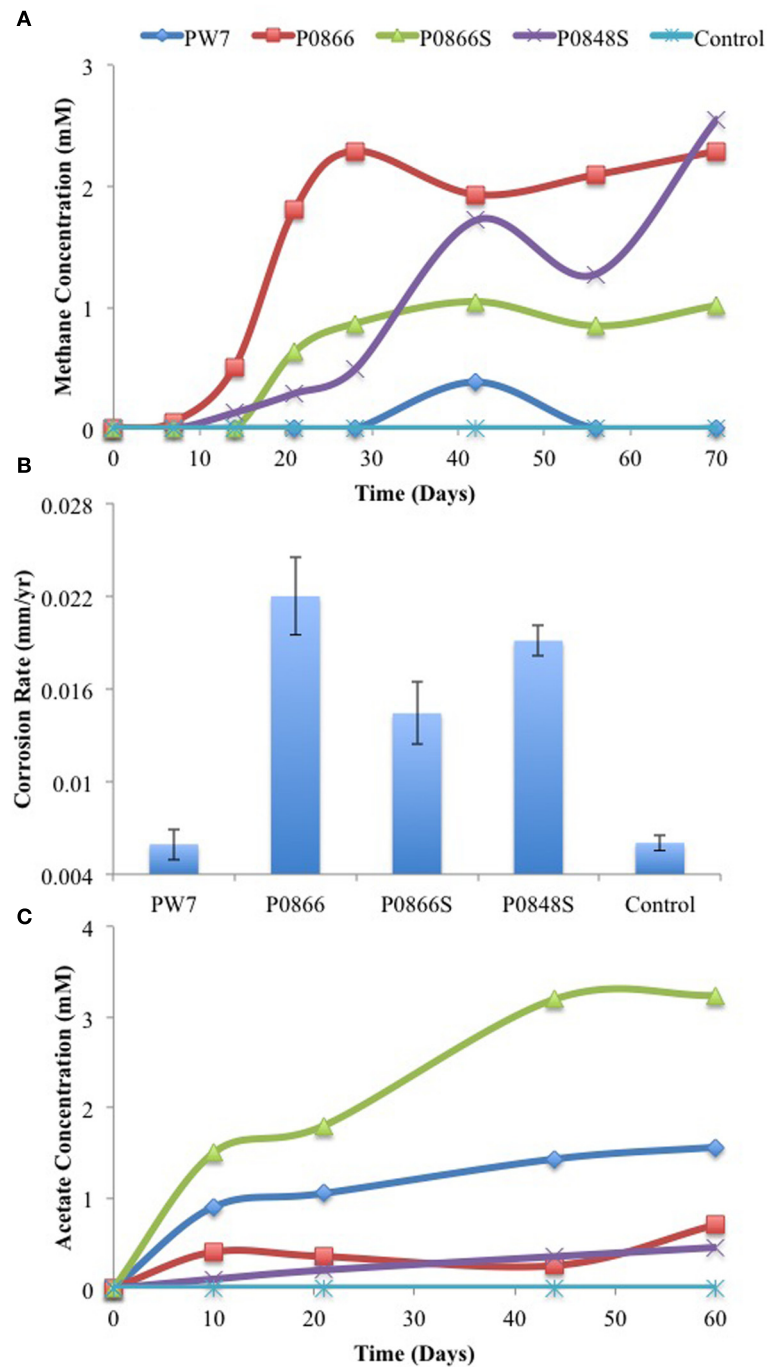 A
PW7 P0866 P0866S P0848S Control
Methane Concentration (mM)
3
2
1
0
0 10 20 30 40 50 60 70
Time (Days)
B
Corrosion Rate (mm/yr)
0.028
0.022
0.016
0.01
0.004
PW7 P0866 P0866S P0848S Control
C
Acetate Concentration (mM)
4
3
2
1
0
0 10 20 30 40 50 60
Time (Days)